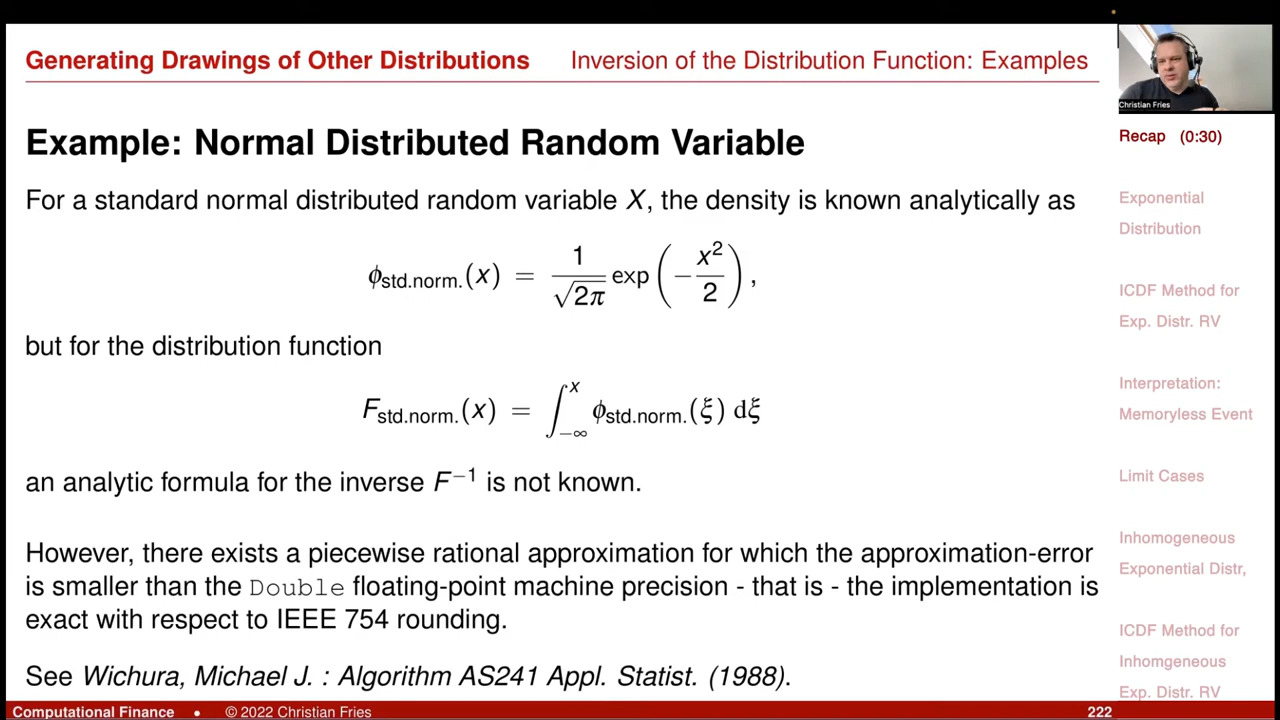 Generating Drawings of Other Distributions Inversion of the Distribution Function: Examples
Example: Normal Distributed Random Variable
For a standard normal distributed random variable X, the density is known analytically as
ϕstd.norm.(x) = 1/√2π exp(−x²/2),
but for the distribution function
Fstd.norm.(x) = ∫_{−∞}^{x} ϕstd.norm.(ξ) dξ
an analytic formula for the inverse F⁻¹ is not known.
However, there exists a piecewise rational approximation for which the approximation-error
is smaller than the Double floating-point machine precision - that is - the implementation is
exact with respect to IEEE 754 rounding.
See Wichura, Michael J. : Algorithm AS241 Appl. Statist. (1988).
Christian Fries
Recap (0:30)
Exponential
Distribution
ICDF Method for
Exp. Distr. RV
Interpretation:
Memoryless Event
Limit Cases
Inhomogeneous
Exponential Distr,
ICDF Method for
Inhomgeneous
Exp. Distr. RV
Computational Finance • © 2022 Christian Fries 222